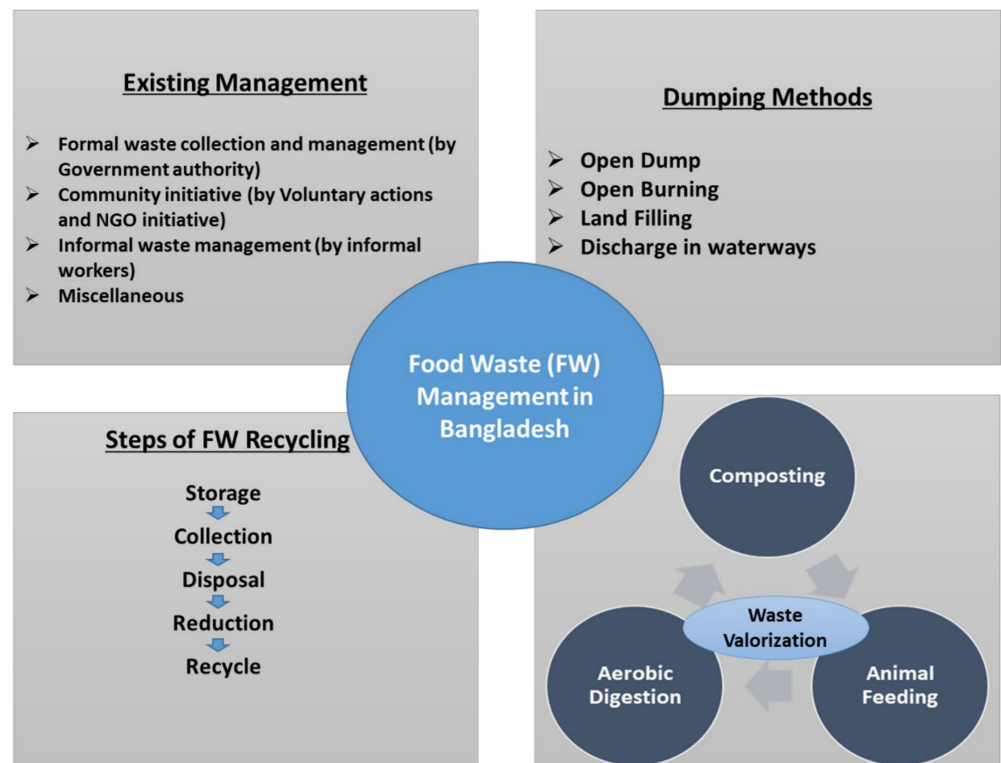 Existing Management
➢ Formal waste collection and management (by
Government authority)
➢ Community initiative (by Voluntary actions
and NGO initiative)
➢ Informal waste management (by informal
workers)
➢ Miscellaneous
Dumping Methods
➢ Open Dump
➢ Open Burning
➢ Land Filling
➢ Discharge in waterways
Food Waste (FW)
Management in
Bangladesh
Steps of FW Recycling
Storage
Collection
Disposal
Reduction
Recycle
Composting
Waste
Valorization
Aerobic
Digestion
Animal
Feeding